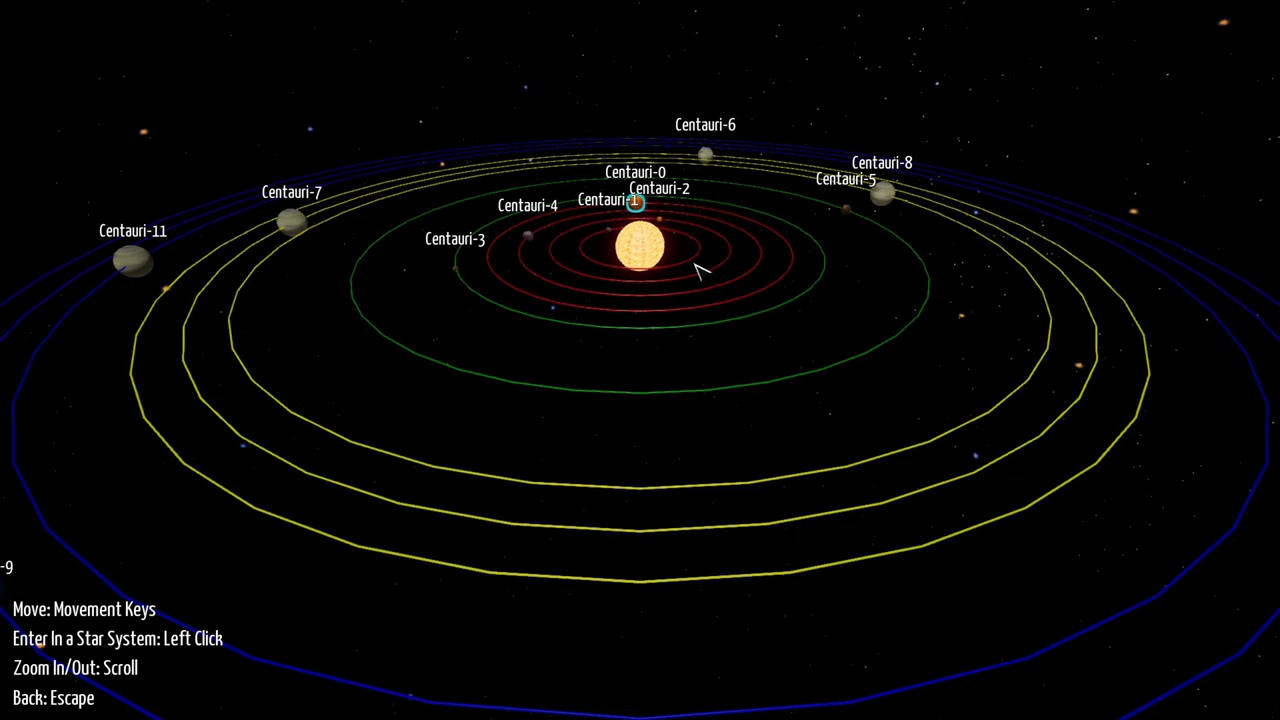 Centauri-6
Centauri-8
Centauri-0
Centauri-5
Centauri-2
Centauri-7
Centauri-1
Centauri-4
Centauri-11
Centauri-3
-9
Move: Movement Keys
Enter In a Star System: Left Click
Zoom In/Out: Scroll
Back: Escape